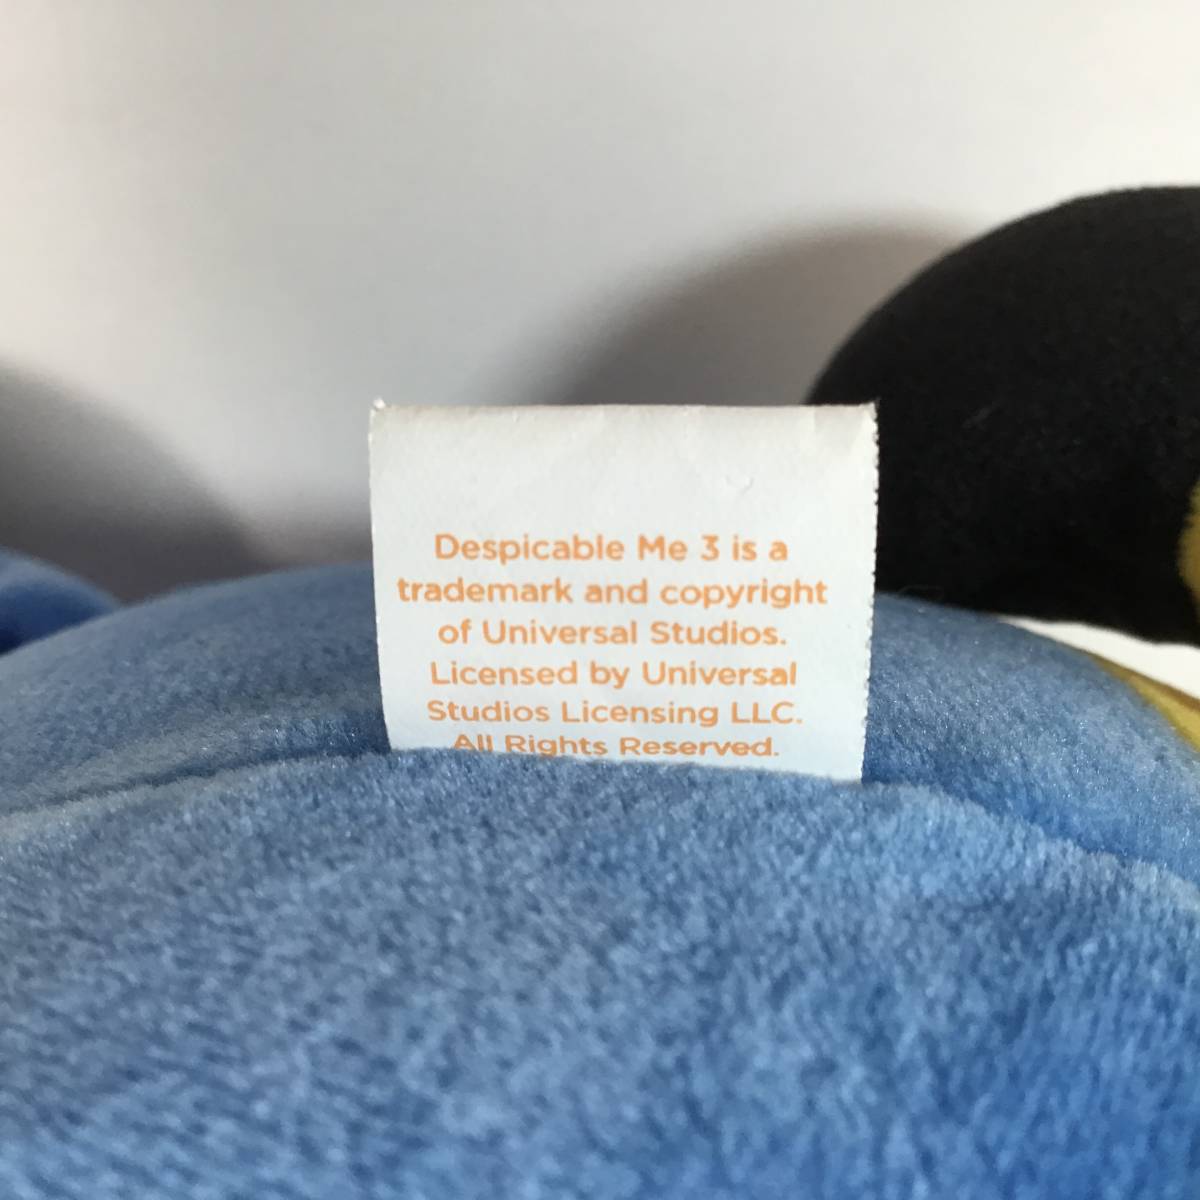 Despicable Me 3 is a
trademark and copyright
of Universal Studios.
Licensed by Universal
Studios Licensing LLC.
All Rights Reserved.